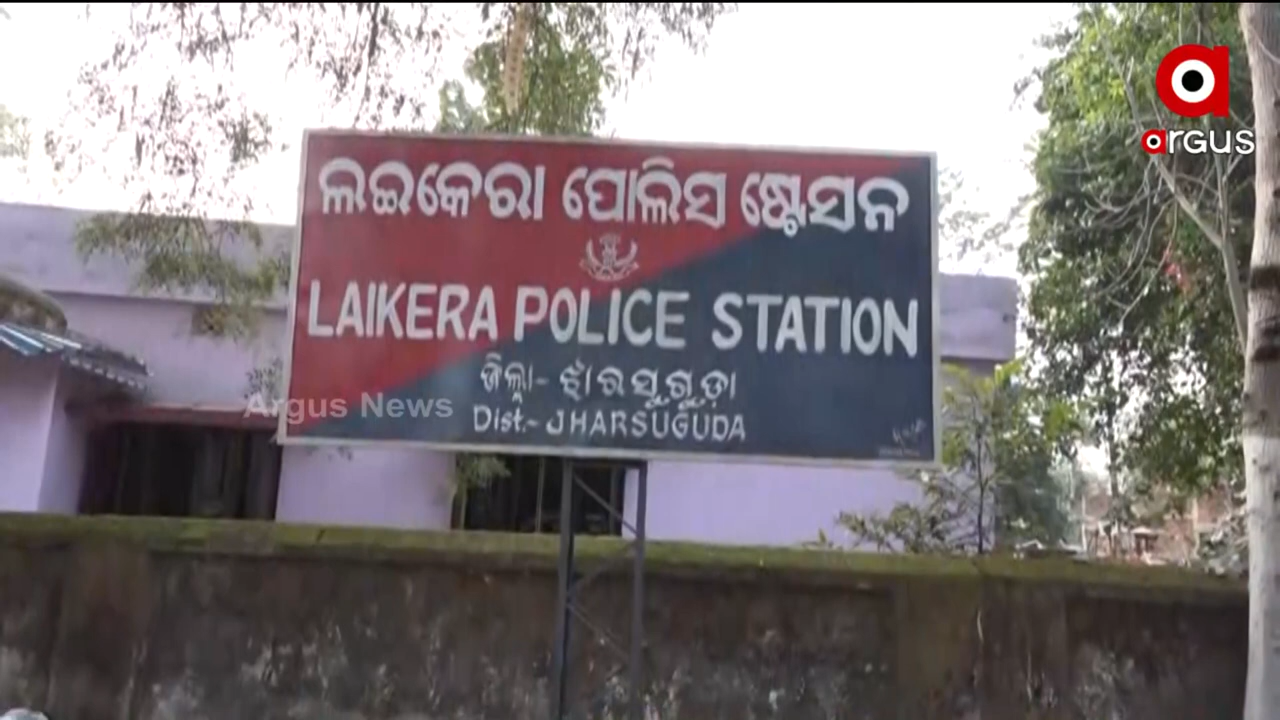 argus
ଲଇକେରା ପୋଲିସ ଷ୍ଟେସନ
LAIKERA POLICE STATION
ଜିଲ୍ଲା- ଝାଁରସୁଗୁଡ଼ା
Argus News
Dist.- JHARSUGUDA